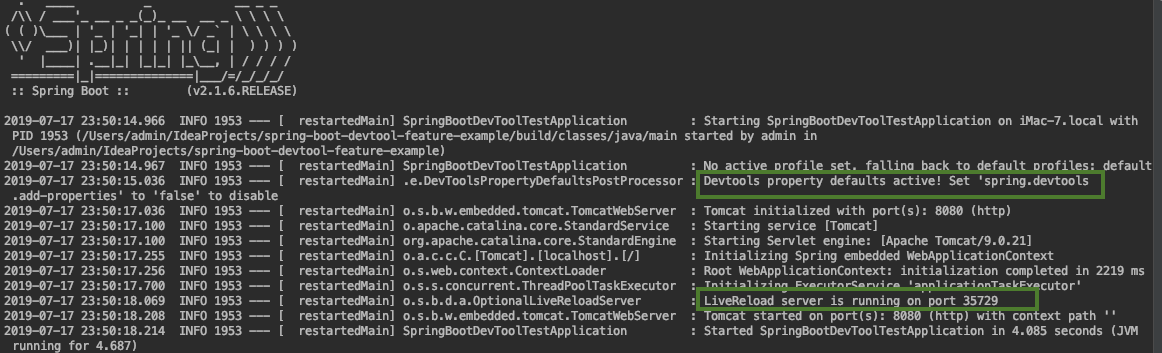 :: Spring Boot ::        (v2.1.6.RELEASE)
2019-07-17 23:50:14.966  INFO 1953 --- [  restartedMain] SpringBootDevToolTestApplication         : Starting SpringBootDevToolTestApplication on iMac-7.local with
PID 1953 (/Users/admin/IdeaProjects/spring-boot-devtool-feature-example/build/classes/java/main started by admin in
/Users/admin/IdeaProjects/spring-boot-devtool-feature-example)
2019-07-17 23:50:14.967  INFO 1953 --- [  restartedMain] SpringBootDevToolTestApplication         : No active profile set, falling back to default profiles: default
2019-07-17 23:50:15.036  INFO 1953 --- [  restartedMain] .e.DevToolsPropertyDefaultsPostProcessor : Devtools property defaults active! Set 'spring.devtools
.add-properties' to 'false' to disable
2019-07-17 23:50:17.036  INFO 1953 --- [  restartedMain] o.s.b.w.embedded.tomcat.TomcatWebServer  : Tomcat initialized with port(s): 8080 (http)
2019-07-17 23:50:17.100  INFO 1953 --- [  restartedMain] o.apache.catalina.core.StandardService   : Starting service [Tomcat]
2019-07-17 23:50:17.100  INFO 1953 --- [  restartedMain] org.apache.catalina.core.StandardEngine  : Starting Servlet engine: [Apache Tomcat/9.0.21]
2019-07-17 23:50:17.255  INFO 1953 --- [  restartedMain] o.a.c.c.C.[Tomcat].[localhost].[/]       : Initializing Spring embedded WebApplicationContext
2019-07-17 23:50:17.256  INFO 1953 --- [  restartedMain] o.s.web.context.ContextLoader            : Root WebApplicationContext: initialization completed in 2219 ms
2019-07-17 23:50:17.700  INFO 1953 --- [  restartedMain] o.s.s.concurrent.ThreadPoolTaskExecutor  : Initializing ExecutorService 'applicationTaskExecutor'
2019-07-17 23:50:18.069  INFO 1953 --- [  restartedMain] o.s.b.d.a.OptionalLiveReloadServer       : LiveReload server is running on port 35729
2019-07-17 23:50:18.208  INFO 1953 --- [  restartedMain] o.s.b.w.embedded.tomcat.TomcatWebServer  : Tomcat started on port(s): 8080 (http) with context path ''
2019-07-17 23:50:18.214  INFO 1953 --- [  restartedMain] SpringBootDevToolTestApplication         : Started SpringBootDevToolTestApplication in 4.085 seconds (JVM
running for 4.687)